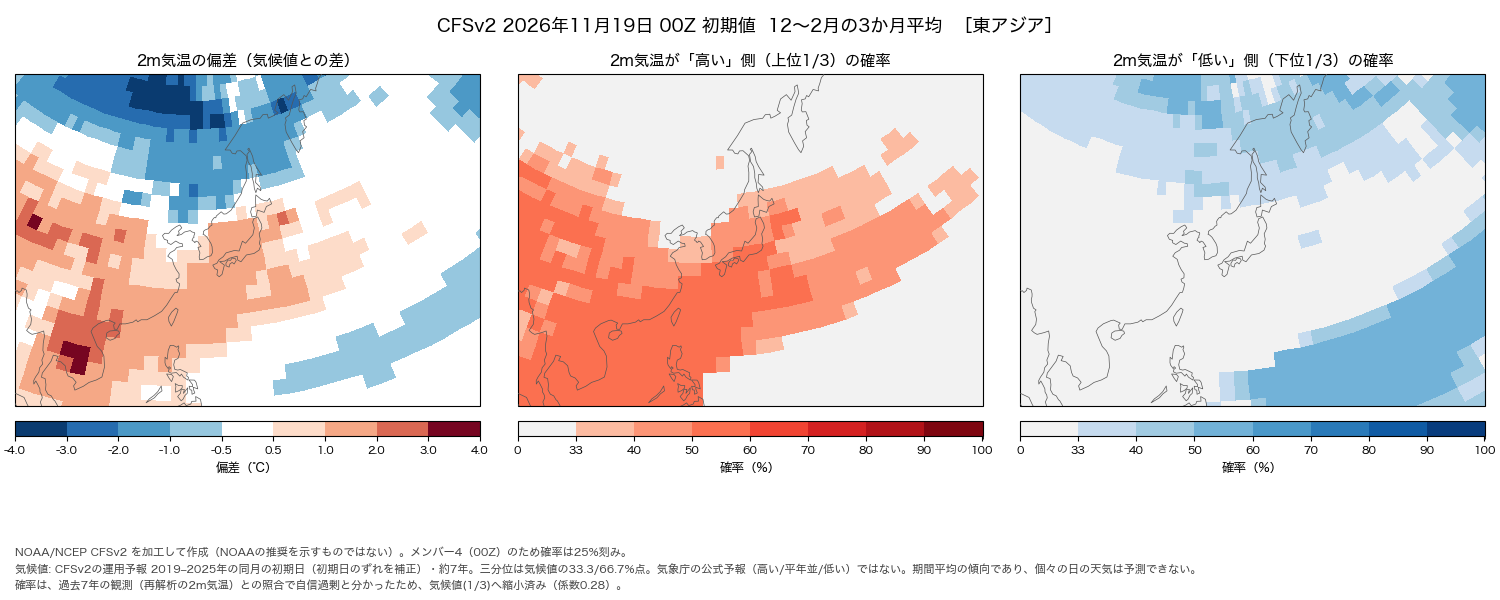 CFSv2 2026年11月19日 00Z 初期値 12～2月の3か月平均 ［東アジア］
2m気温の偏差（気候値との差）
2m気温が「高い」側（上位1/3）の確率
2m気温が「低い」側（下位1/3）の確率
-4.0 -3.0 -2.0 -1.0 -0.5 0.5 1.0 2.0 3.0 4.0
偏差（℃）
0 33 40 50 60 70 80 90 100
確率（%）
0 33 40 50 60 70 80 90 100
確率（%）
NOAA/NCEP CFSv2 を加工して作成（NOAAの推奨を示すものではない）。メンバー4（00Z）のため確率は25%刻み。
気候値: CFSv2の運用予報 2019–2025年の同月の初期日（初期日のずれを補正）・約7年。三分位は気候値の33.3/66.7%点。気象庁の公式予報（高い/平年並/低い）ではない。期間平均の傾向であり、個々の日の天気は予測できない。
確率は、過去7年の観測（再解析の2m気温）との照合で自信過剰と分かったため、気候値(1/3)へ縮小済み（係数0.28）。